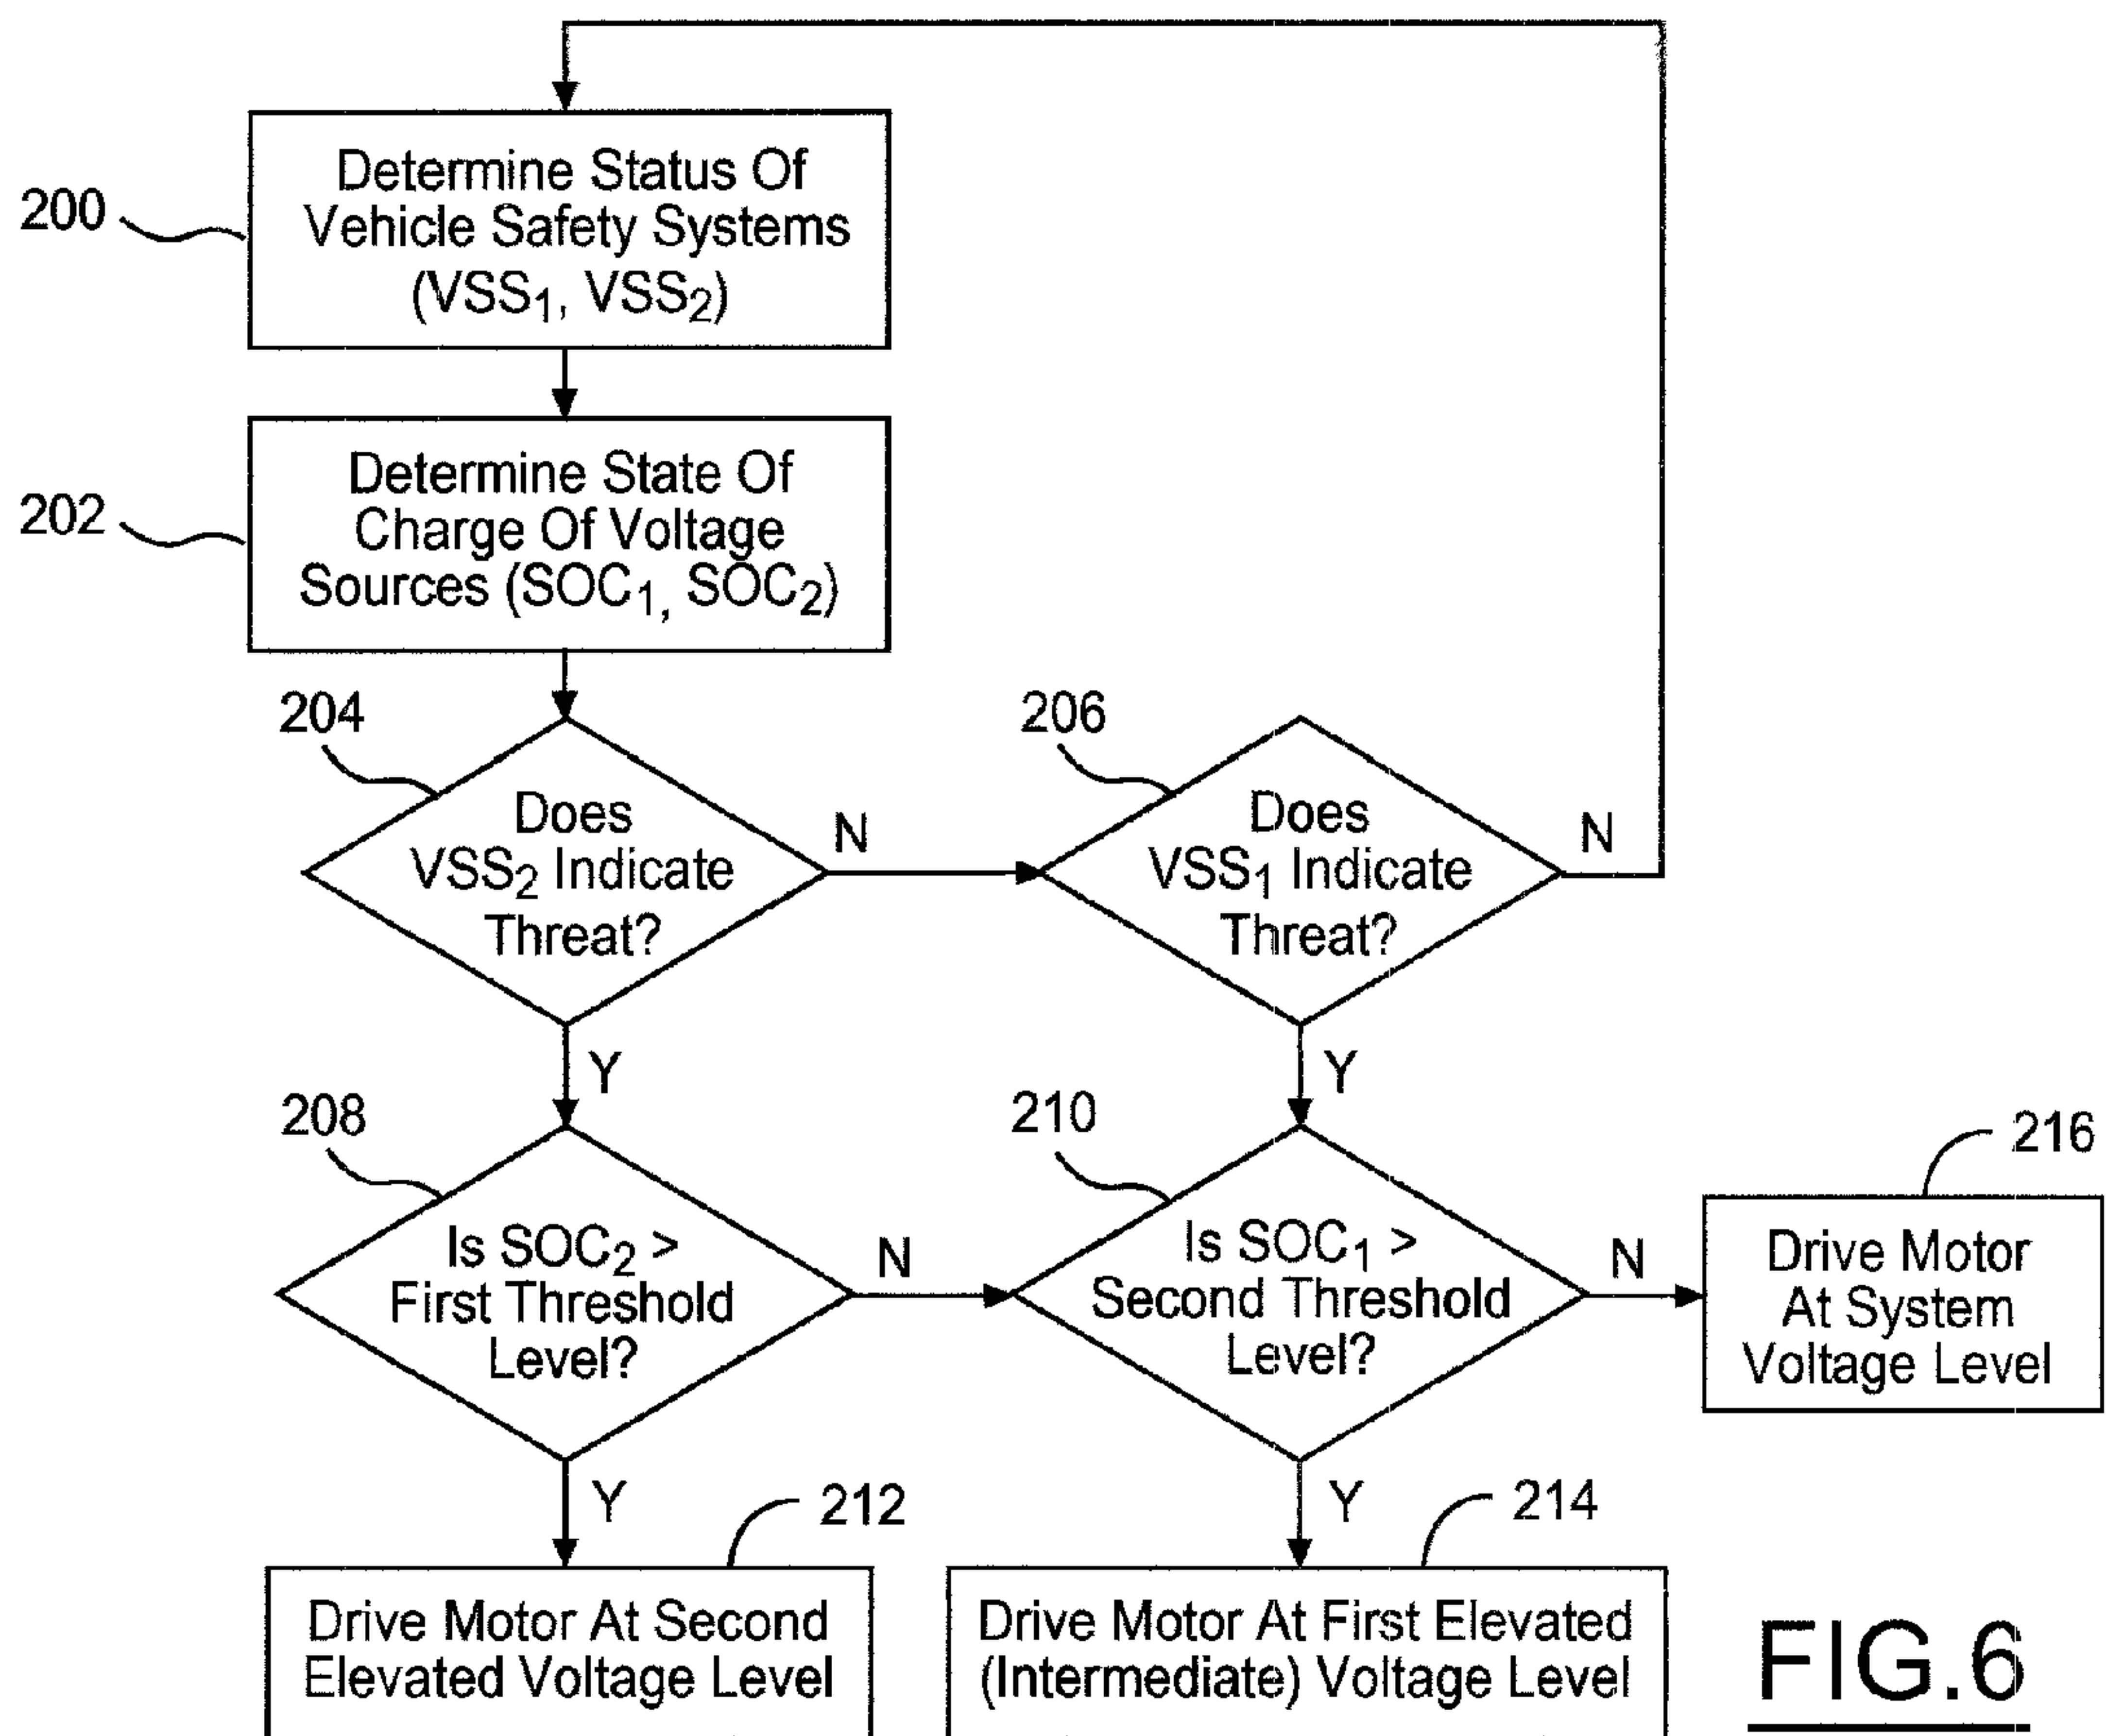 200
Determine Status Of
Vehicle Safety Systems
(VSS1, VSS2)
202
Determine State Of
Charge Of Voltage
Sources (SOC1, SOC2)
204
Does
VSS2 Indicate
Threat?
N
Y
206
Does
VSS1 Indicate
Threat?
N
Y
208
Is SOC2 >
First Threshold
Level?
N
Y
210
Is SOC1 >
Second Threshold
Level?
N
Y
216
Drive Motor
At System
Voltage Level
212
Drive Motor At Second
Elevated Voltage Level
214
Drive Motor At First Elevated
(Intermediate) Voltage Level
FIG.6